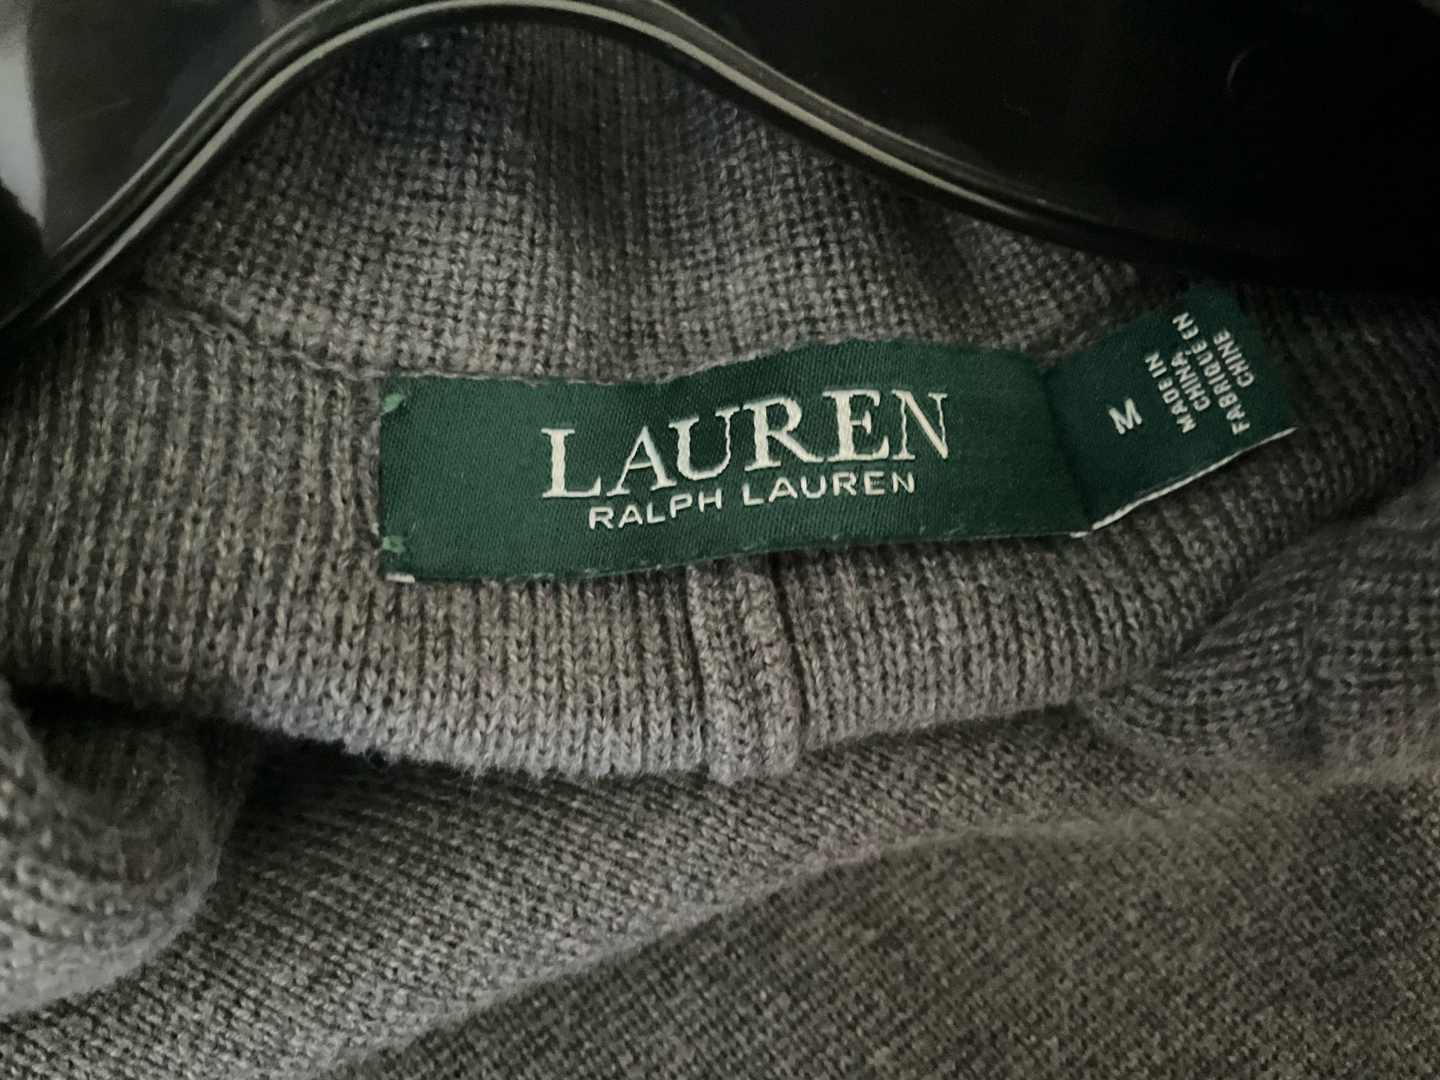 LAUREN
RALPH LAUREN
M
MADE IN
CHINA
FABRIQUE EN
CHINE